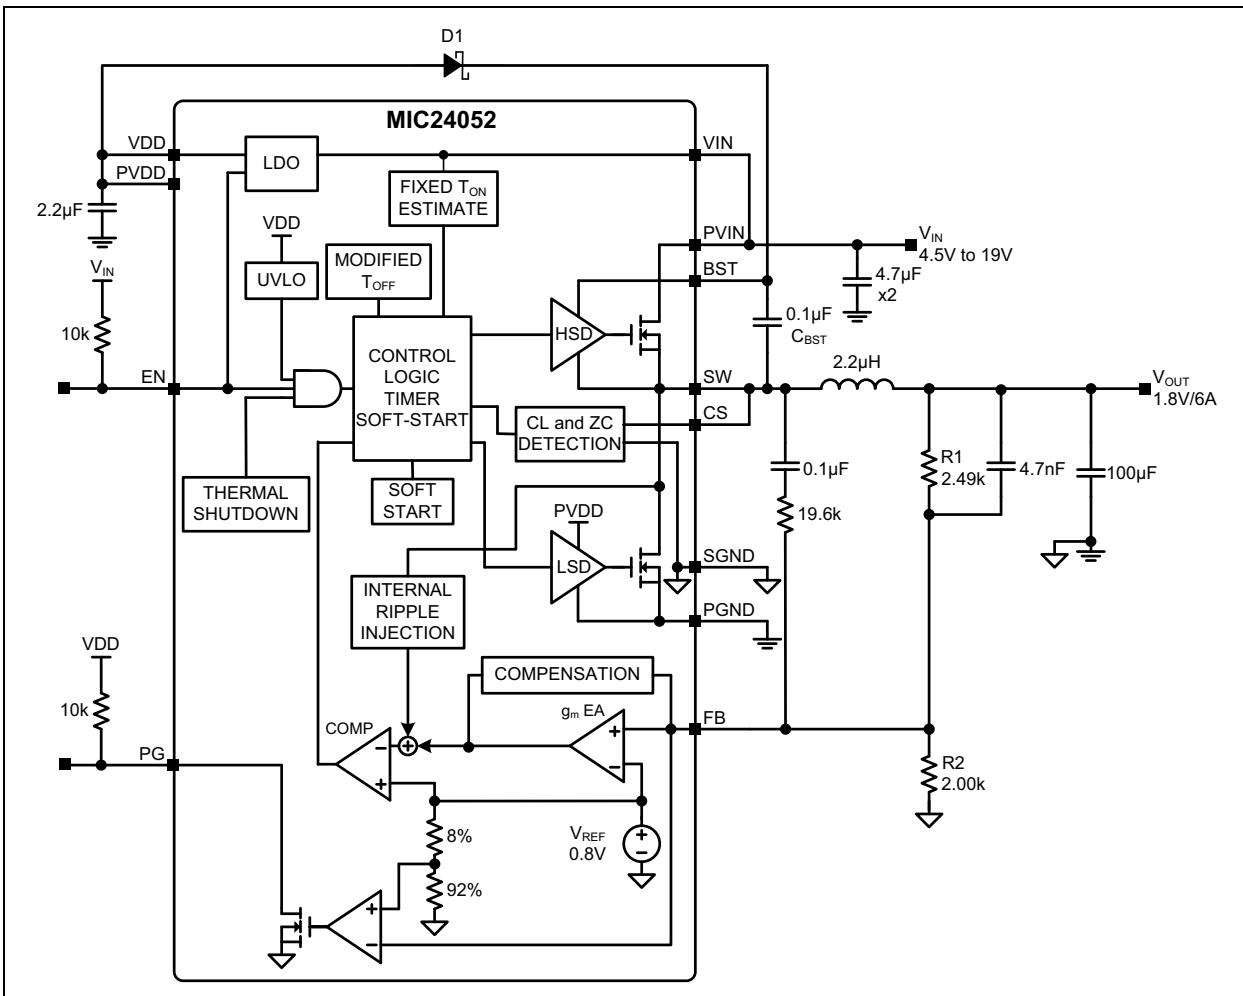 D1
MIC24052
VDD
PVDD
2.2µF
LDO
VIN
FIXED TON
ESTIMATE
VDD
VIN
UVLO
MODIFIED
TOFF
PVIN
VIN
4.5V to 19V
BST
4.7µF
x2
10k
HSD
0.1µF
CBST
CONTROL
LOGIC
TIMER
SOFT-START
EN
SW
2.2µH
VOUT
1.8V/6A
CS
CL and ZC
DETECTION
THERMAL
SHUTDOWN
SOFT
START
0.1µF
19.6k
R1
2.49k
4.7nF
100µF
PVDD
LSD
SGND
INTERNAL
RIPPLE
INJECTION
PGND
VDD
10k
COMPENSATION
gm EA
+
−
FB
COMP
−
+
+
PG
R2
2.00k
8%
VREF
0.8V
+
−
92%
+
−